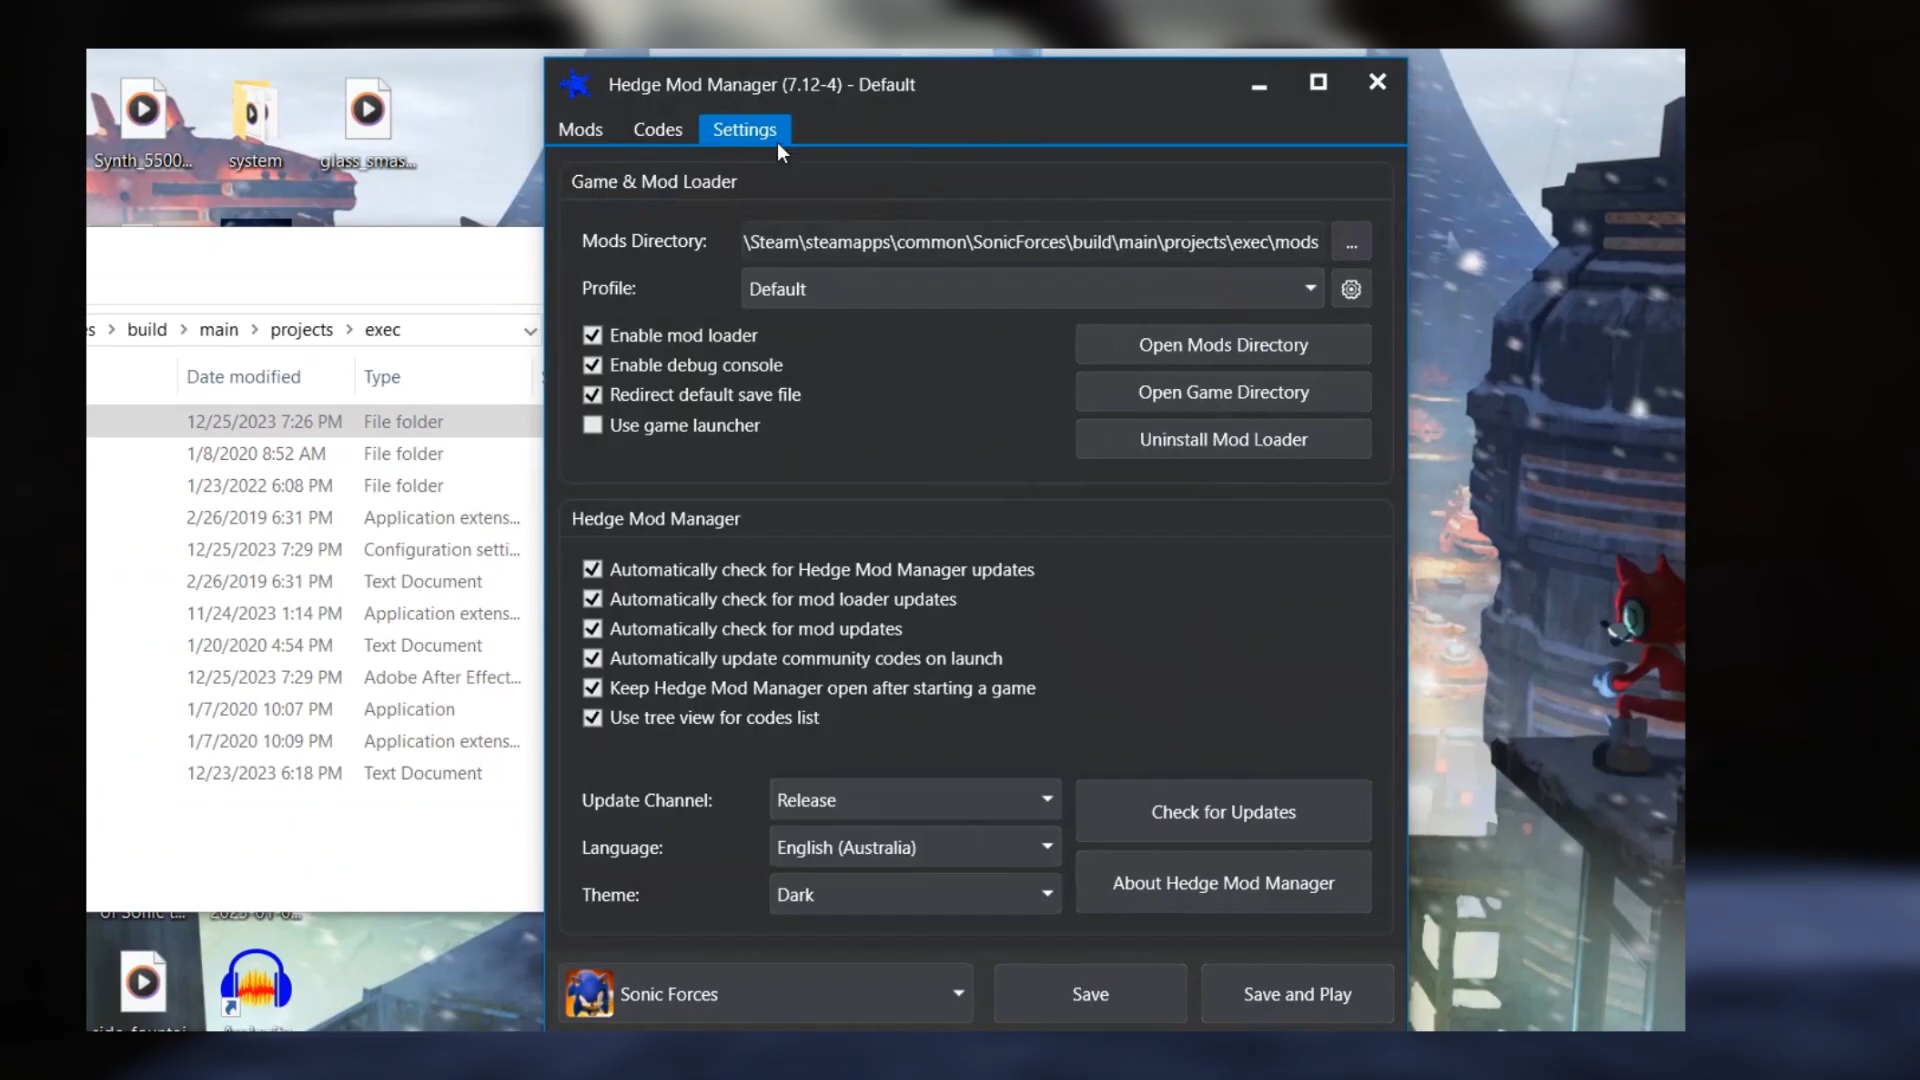 Synth_5500...
system
glass_smas...
build
main
projects
exec
Date modified
Type
12/25/2023 7:26 PM File folder
1/8/2020 8:52 AM File folder
1/23/2022 6:08 PM File folder
2/26/2019 6:31 PM Application extens...
12/25/2023 7:29 PM Configuration setti...
2/26/2019 6:31 PM Text Document
11/24/2023 1:14 PM Application extens...
1/20/2020 4:54 PM Text Document
12/25/2023 7:29 PM Adobe After Effect...
1/7/2020 10:07 PM Application
1/7/2020 10:09 PM Application extens...
12/23/2023 6:18 PM Text Document
Hedge Mod Manager (7.12-4) - Default
Mods
Codes
Settings
Game & Mod Loader
Mods Directory: \Steam\steamapps\common\SonicForces\build\main\projects\exec\mods ...
Profile: Default
Enable mod loader
Enable debug console
Redirect default save file
Use game launcher
Open Mods Directory
Open Game Directory
Uninstall Mod Loader
Hedge Mod Manager
Automatically check for Hedge Mod Manager updates
Automatically check for mod loader updates
Automatically check for mod updates
Automatically update community codes on launch
Keep Hedge Mod Manager open after starting a game
Use tree view for codes list
Update Channel: Release
Language: English (Australia)
Theme: Dark
Check for Updates
About Hedge Mod Manager
Sonic Forces
Save
Save and Play